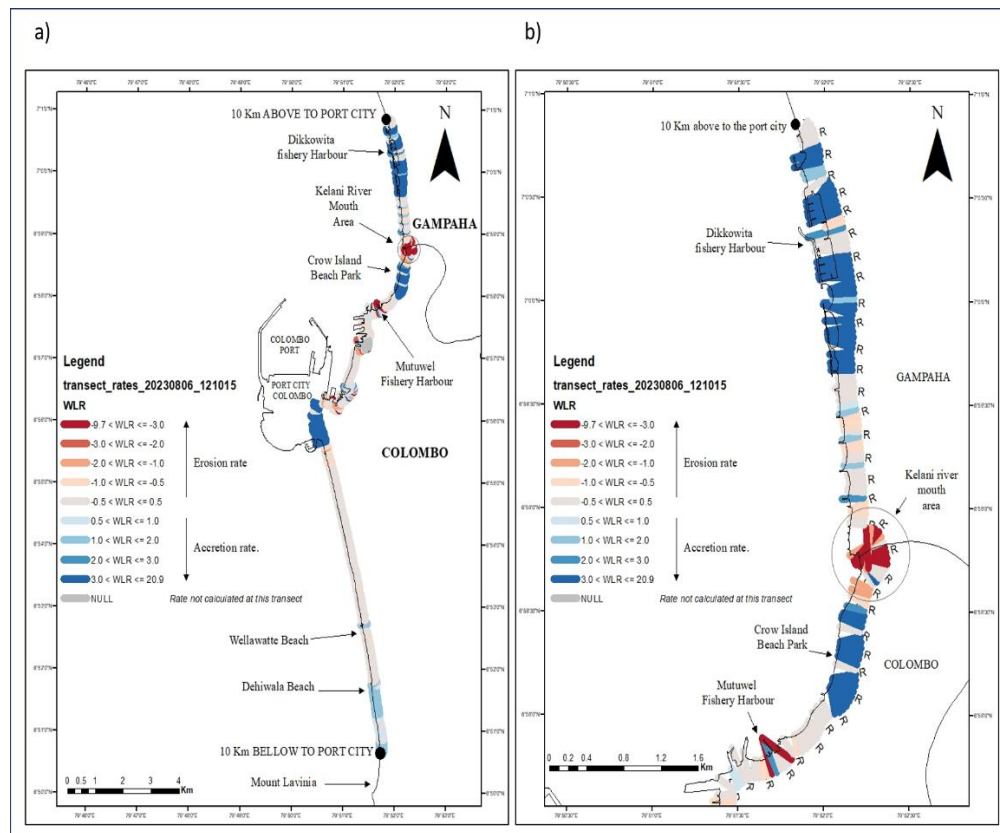 a)
b)
N
10 Km ABOVE TO PORT CITY
Dikkowita
fishery Harbour
Kelani River
Mouth
Area
GAMPAHA
Crow Island
Beach Park
COLOMBO
PORT
PORT CITY
COLOMBO
Mutuwel
Fishery Harbour
COLOMBO
Legend
transect_rates_20230806_121015
WLR
-9.7 < WLR <= -3.0
-3.0 < WLR <= -2.0
-2.0 < WLR <= -1.0
-1.0 < WLR <= -0.5
-0.5 < WLR <= 0.5
0.5 < WLR <= 1.0
1.0 < WLR <= 2.0
2.0 < WLR <= 3.0
3.0 < WLR <= 20.9
NULL
Erosion rate
Accretion rate.
Rate not calculated at this transect
Wellawatte Beach
Dehiwala Beach
10 Km BELLOW TO PORT CITY
Mount Lavinia
0 0.5 1 2 3 4
Km
N
10 Km above to the port city
Dikkowita
fishery Harbour
GAMPAHA
Kelani river
mouth
area
Crow Island
Beach Park
COLOMBO
Mutuwel
Fishery Harbour
Legend
transect_rates_20230806_121015
WLR
-9.7 < WLR <= -3.0
-3.0 < WLR <= -2.0
-2.0 < WLR <= -1.0
-1.0 < WLR <= -0.5
-0.5 < WLR <= 0.5
0.5 < WLR <= 1.0
1.0 < WLR <= 2.0
2.0 < WLR <= 3.0
3.0 < WLR <= 20.9
NULL
Erosion rate
Accretion rate.
Rate not calculated at this transect
0 0.2 0.4 0.8 1.2 1.6
Km